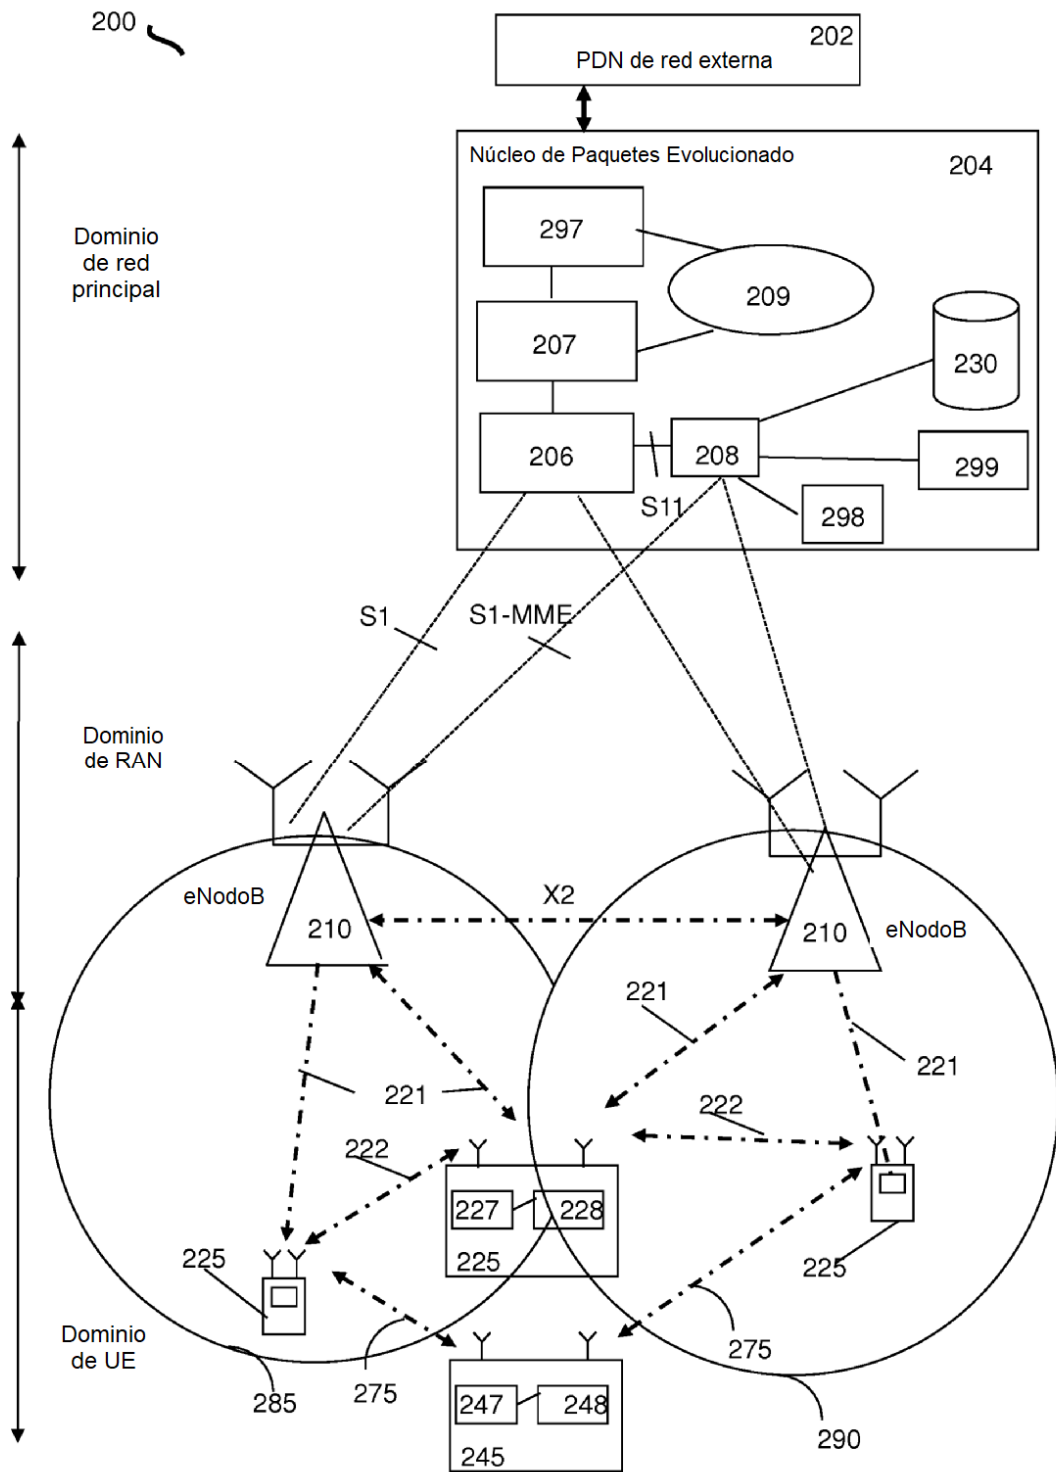 200
202
PDN de red externa
Núcleo de Paquetes Evolucionado
204
297
Dominio
de red
principal
209
207
230
206
208
299
S11
298
S1
S1-MME
Dominio
de RAN
eNodoB
X2
210
210
eNodoB
221
221
221
222
222
227
228
225
225
225
Dominio
de UE
275
275
285
247
248
245
290